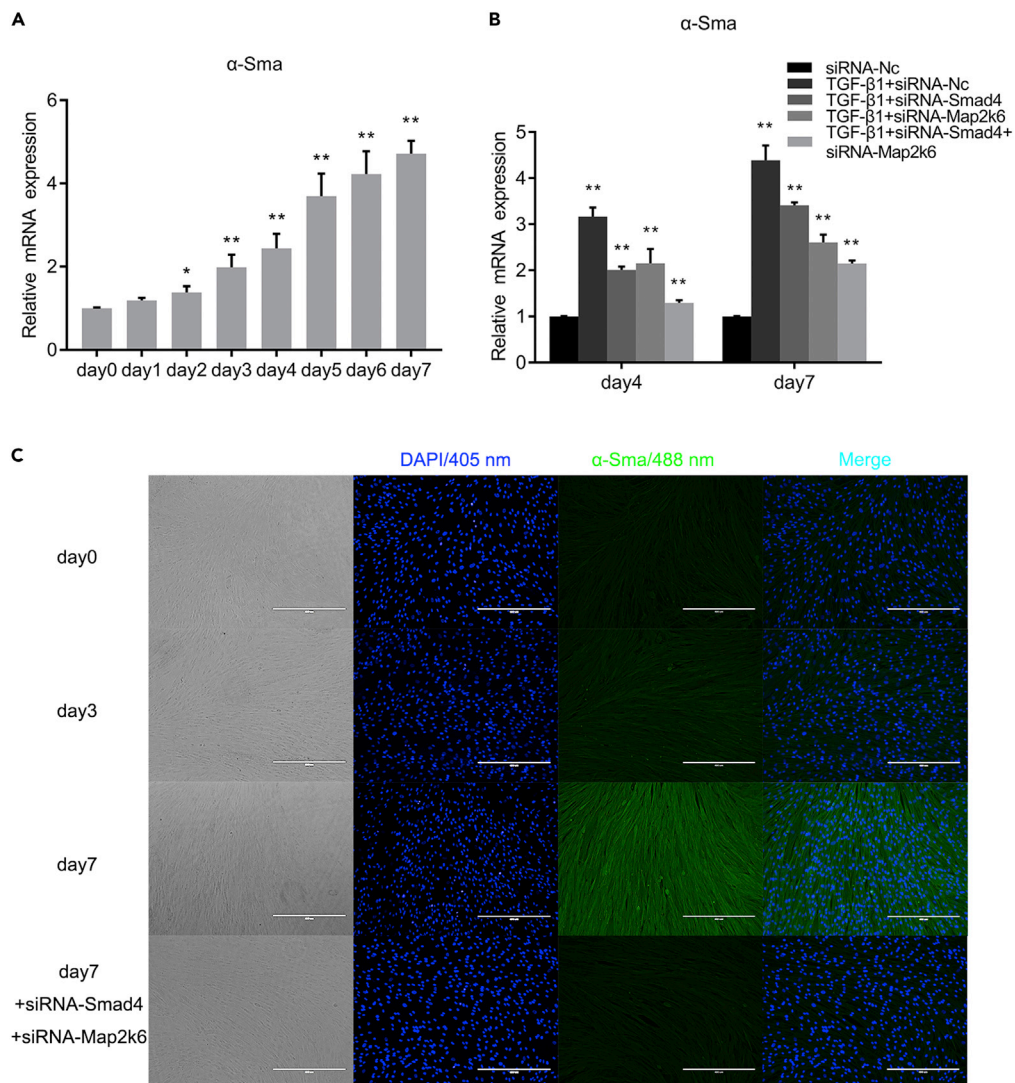 A
α-Sma
Relative mRNA expression
6
4
2
0
*
**
**
**
**
**
day0 day1 day2 day3 day4 day5 day6 day7
B
α-Sma
siRNA-Nc
TGF-β1+siRNA-Nc
TGF-β1+siRNA-Smad4
TGF-β1+siRNA-Map2k6
TGF-β1+siRNA-Smad4+
siRNA-Map2k6
Relative mRNA expression
5
4
3
2
1
0
**
**
**
**
**
**
**
**
day4 day7
C
DAPI/405 nm α-Sma/488 nm Merge
day0
day3
day7
day7
+siRNA-Smad4
+siRNA-Map2k6